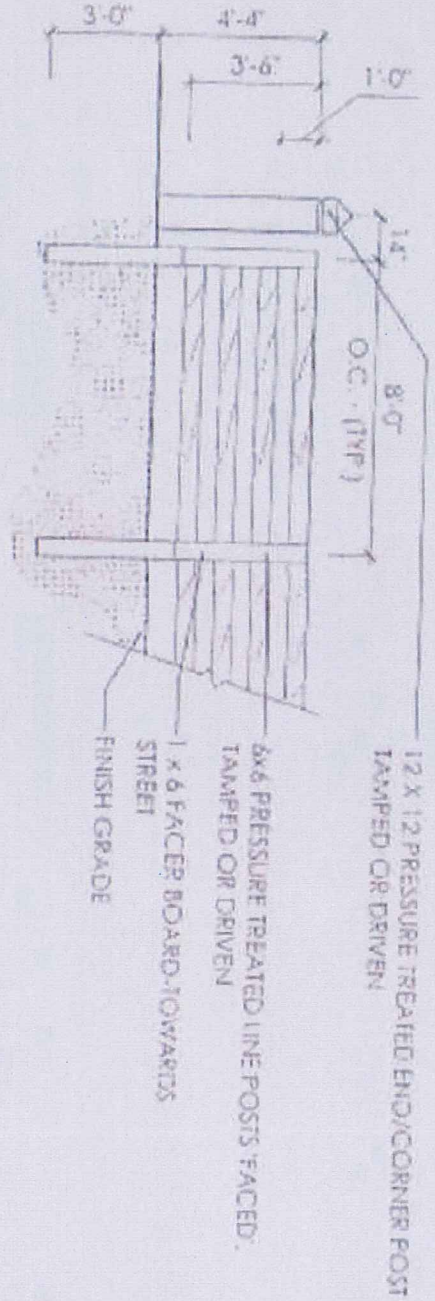 3'-0"
4'-4"
3'-6"
1'-0"
14"
8'-0"
O.C. - (TYP.)
12 X 12 PRESSURE TREATED END/CORNER POST
TAMPED OR DRIVEN
6x6 PRESSURE TREATED LINE POSTS 'FACED'.
TAMPED OR DRIVEN
1 x 6 FACER BOARD-TOWARDS
STREET
FINISH GRADE